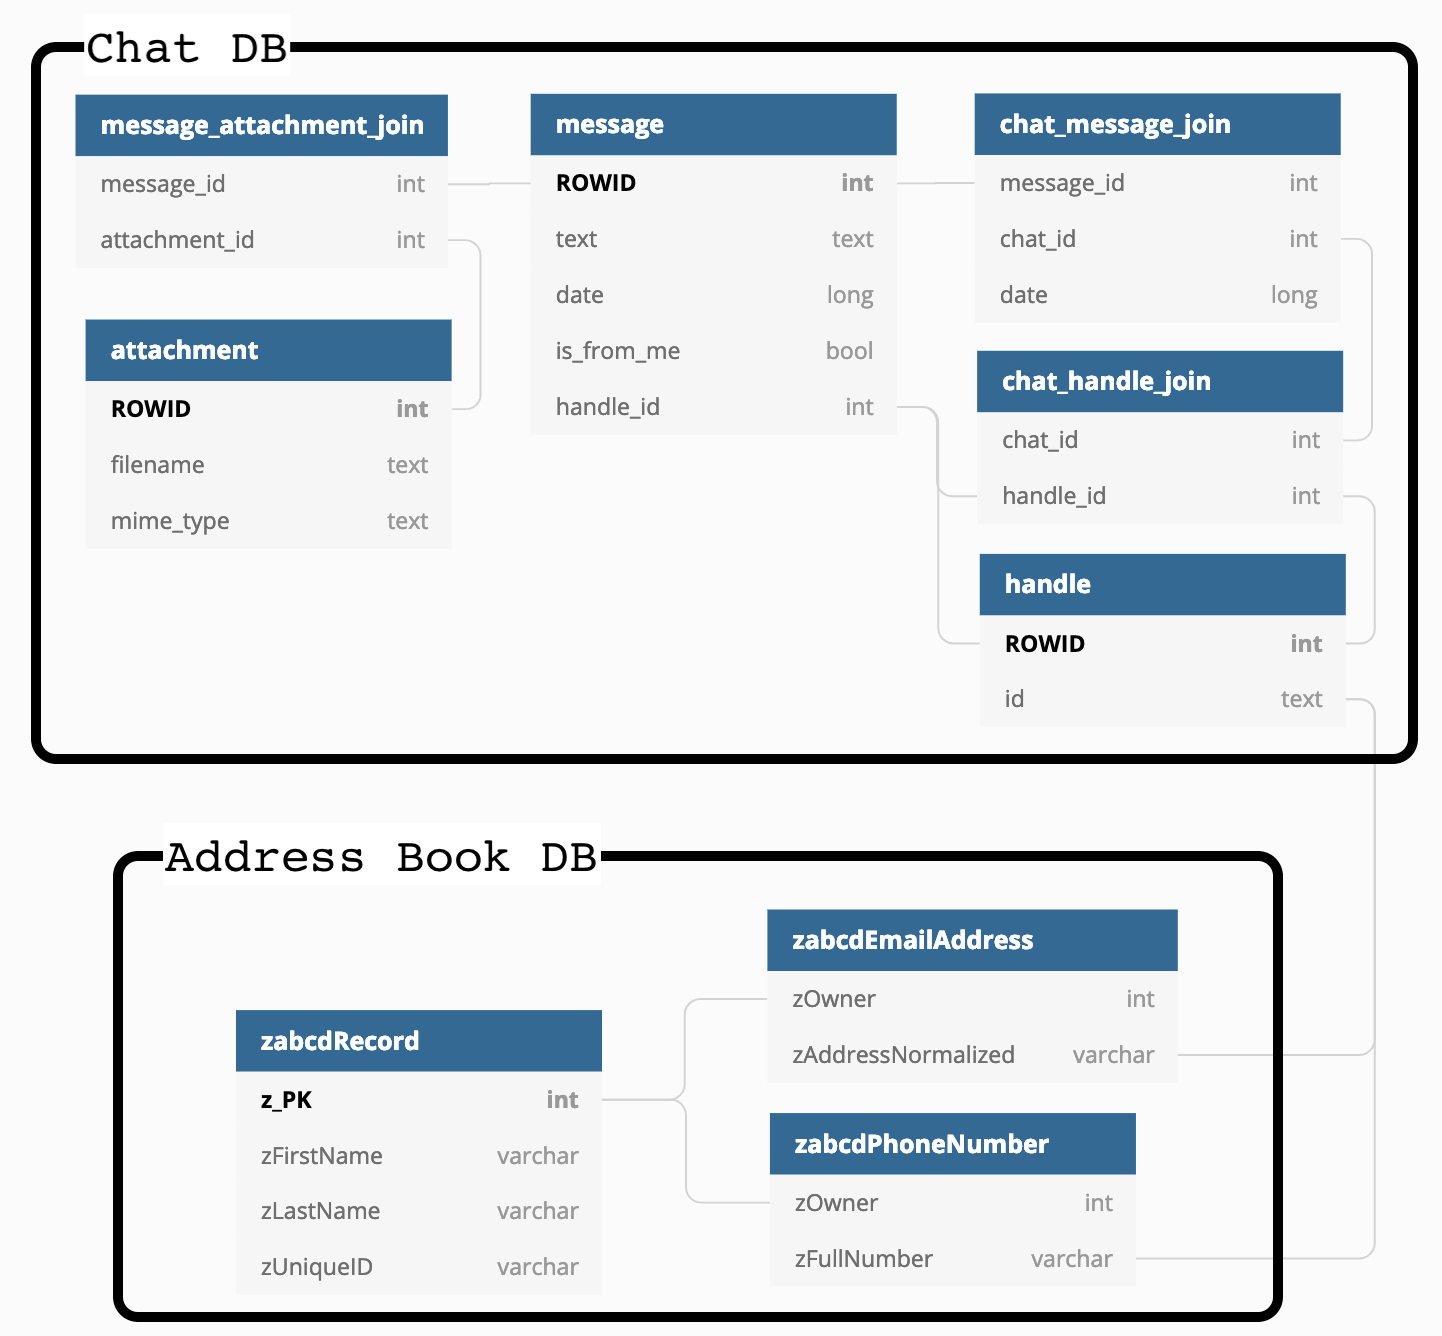 Chat DB
message_attachment_join
message_id int
attachment_id int
attachment
ROWID int
filename text
mime_type text
message
ROWID int
text text
date long
is_from_me bool
handle_id int
chat_message_join
message_id int
chat_id int
date long
chat_handle_join
chat_id int
handle_id int
handle
ROWID int
id text
Address Book DB
zabcdRecord
z_PK int
zFirstName varchar
zLastName varchar
zUniqueID varchar
zabcdEmailAddress
zOwner int
zAddressNormalized varchar
zabcdPhoneNumber
zOwner int
zFullNumber varchar